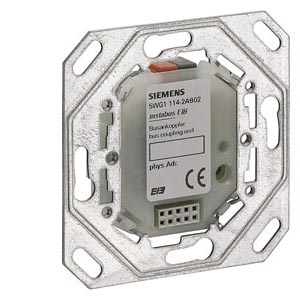 SIEMENS
5WG1 114-2AB02
instabus EIB
Busankoppler
bus coupling unit
phys.Adr.
EIB CE